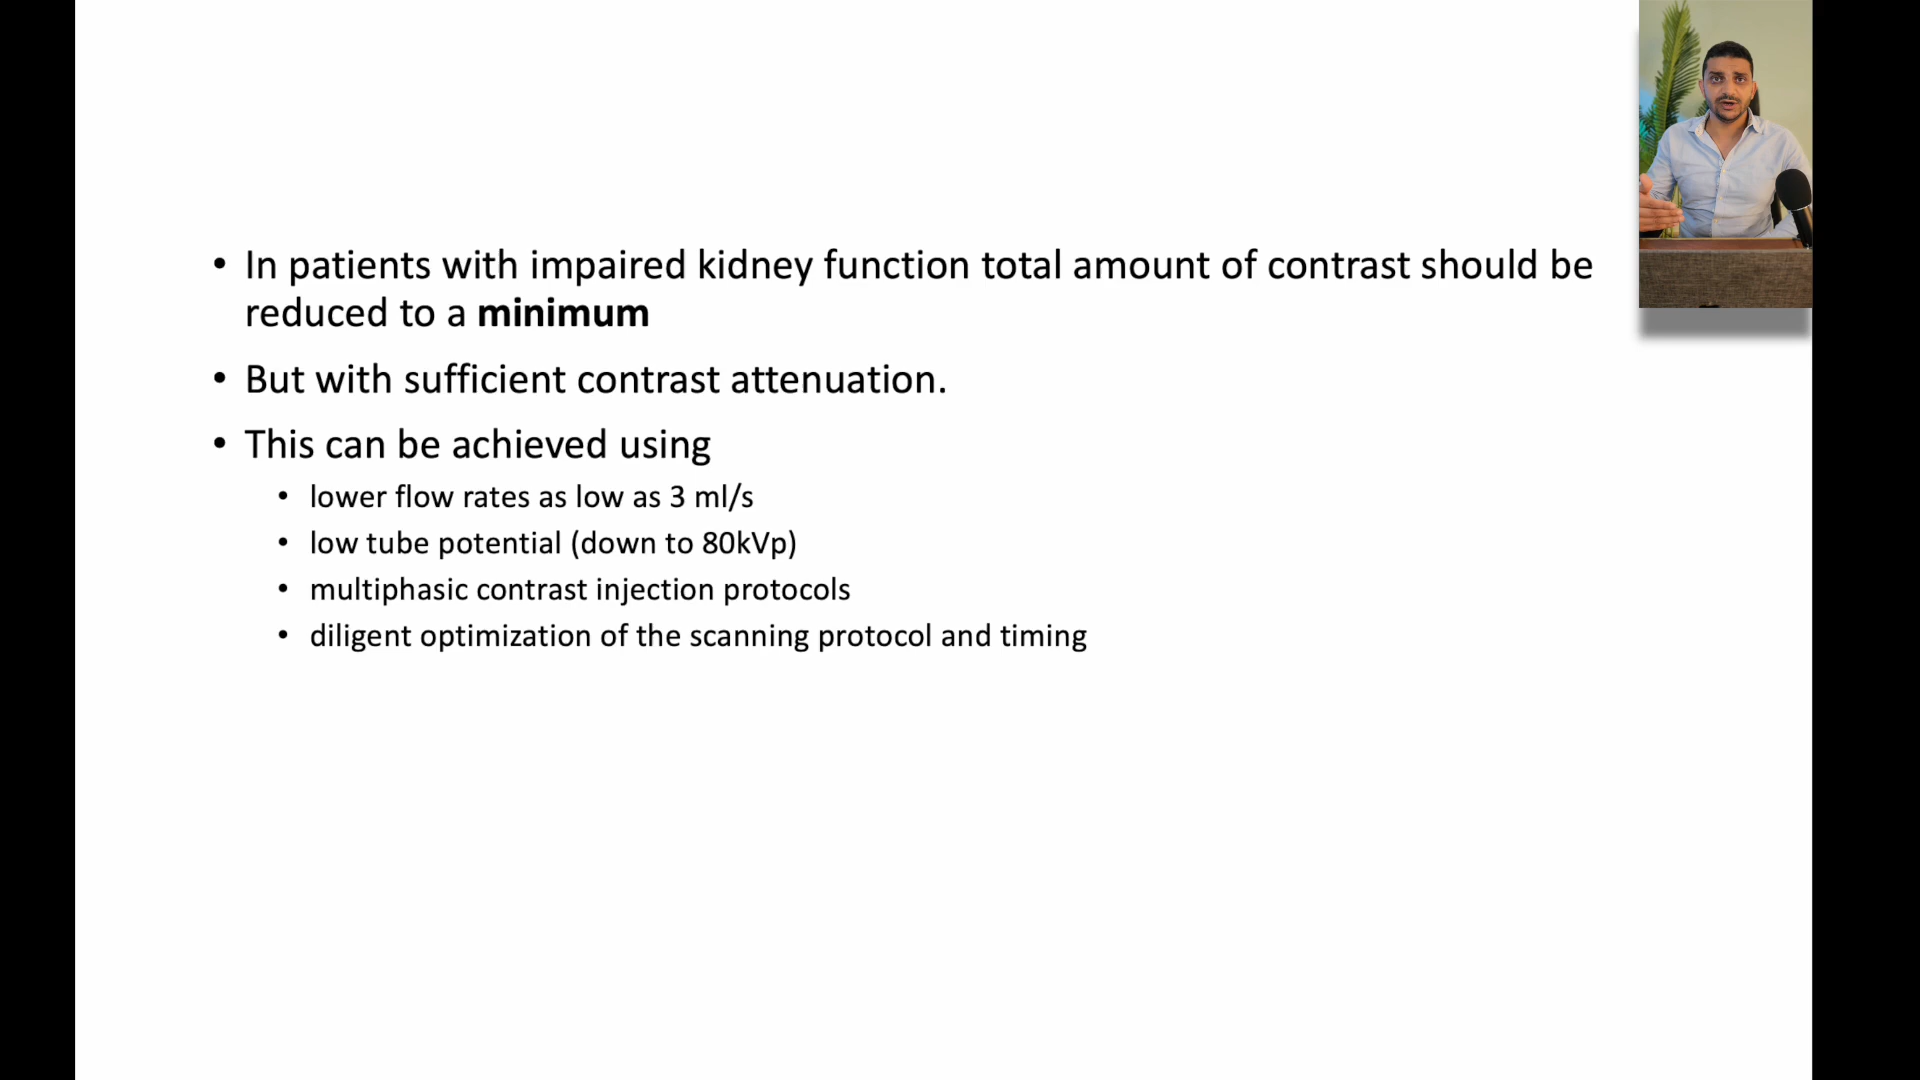 • In patients with impaired kidney function total amount of contrast should be
reduced to a minimum
• But with sufficient contrast attenuation.
• This can be achieved using
• lower flow rates as low as 3 ml/s
• low tube potential (down to 80kVp)
• multiphasic contrast injection protocols
• diligent optimization of the scanning protocol and timing